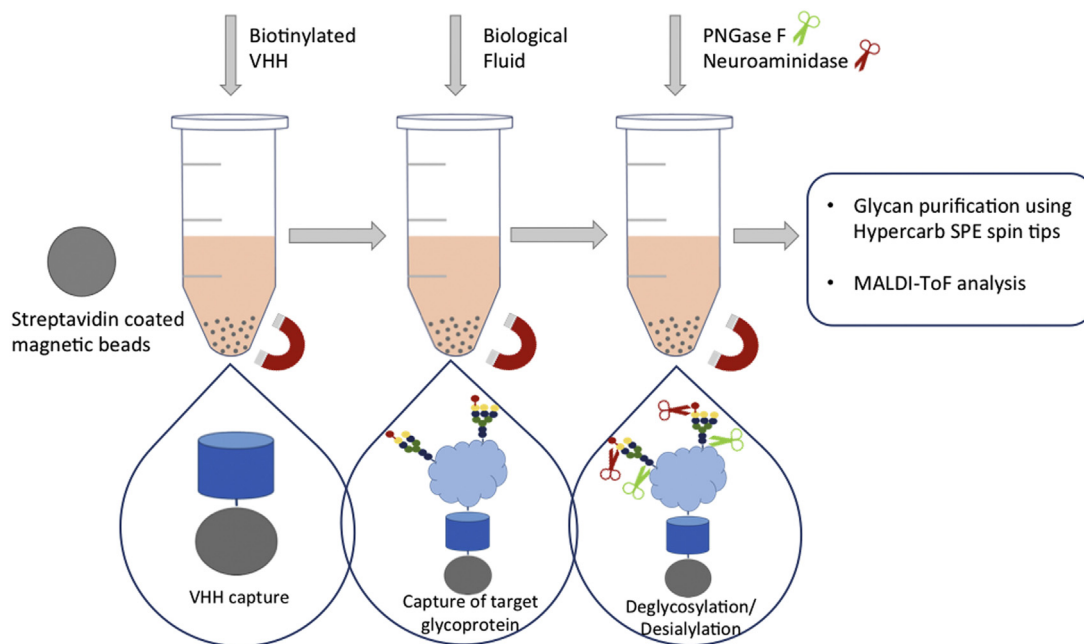 Biotinylated
VHH
Biological
Fluid
PNGase F
Neuroaminidase
Streptavidin coated
magnetic beads
• Glycan purification using
Hypercarb SPE spin tips
• MALDI-ToF analysis
VHH capture
Capture of target
glycoprotein
Deglycosylation/
Desialylation